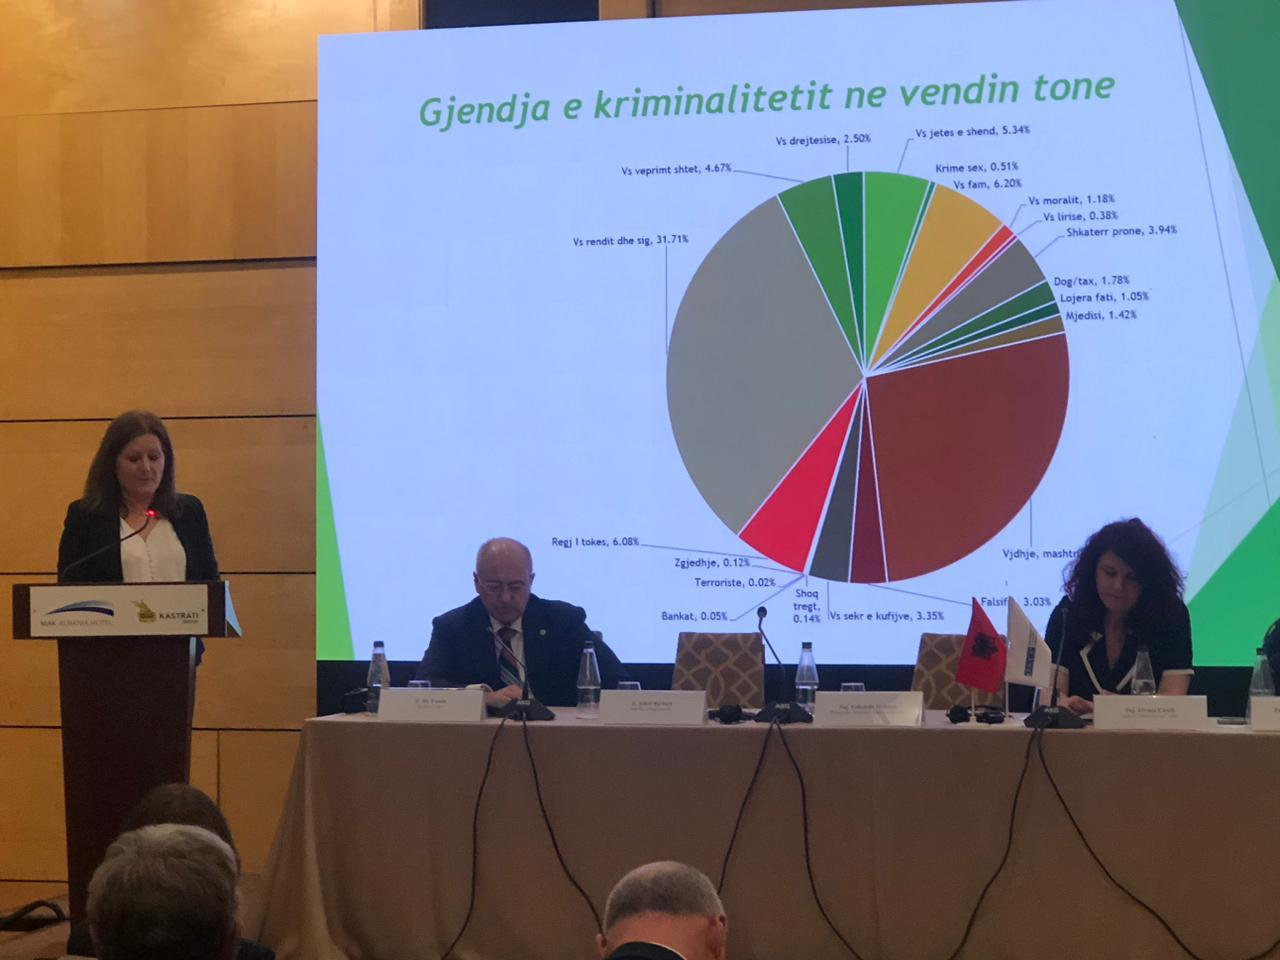 Gjendja e kriminalitetit ne vendin tone
Vs drejtesise, 2.50%
Vs jetes e shend, 5.34%
Vs veprimt shtet, 4.67%
Krime sex, 0.51%
Vs fam, 6.20%
Vs moralit, 1.18%
Vs lirise, 0.38%
Shkaterr prone, 3.94%
Vs rendit dhe sig, 31.71%
Dog/tax, 1.78%
Lojera fati, 1.05%
Mjedisi, 1.42%
Vjdhje, mashtr
Regj I tokes, 6.08%
Zgjedhje, 0.12%
Terroriste, 0.02%
Bankat, 0.05%
Shoq
tregt,
0.14%
Vs sekr e kufijve, 3.35%
Falsif 3.03%
MAK ALBANIA HOTEL
KASTRATI
GROUP
AKG
AKG
AKG